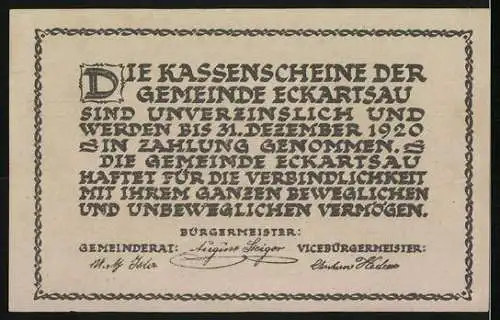 DIE KASSENSCHEINE DER
GEMEINDE ECKARTSAU
SIND UNVERZINSLICH UND
WERDEN BIS 31. DEZEMBER 1920
IN ZAHLUNG GENOMMEN.
DIE GEMEINDE ECKARTSAU
HAFTET FÜR DIE VERBINDLICHKEIT
MIT IHREM GANZEN BEWEGLICHEN
UND UNBEWEGLICHEN VERMÖGEN.
BÜRGERMEISTER:
GEMEINDERAT: VICEBÜRGERMEISTER: